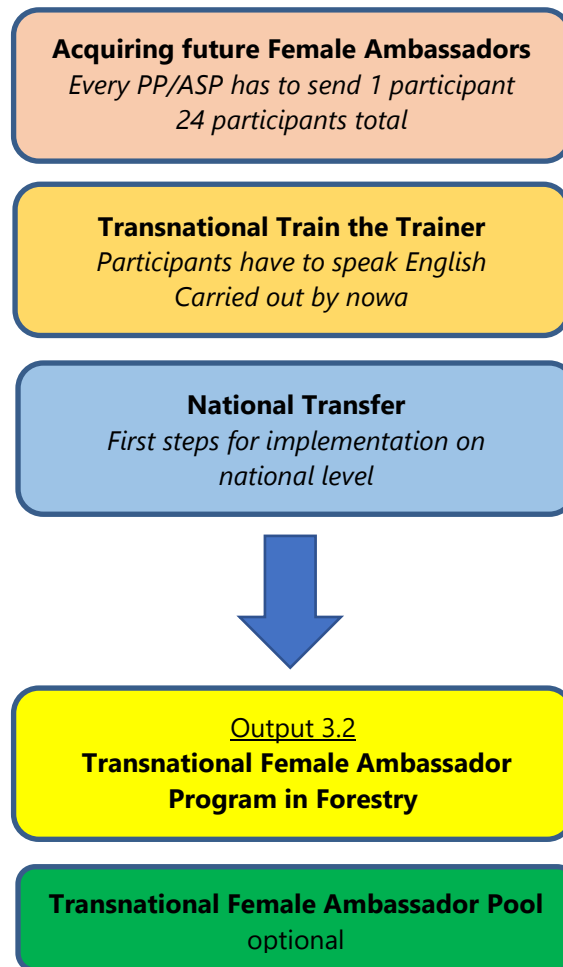 Acquiring future Female Ambassadors
Every PP/ASP has to send 1 participant
24 participants total
Transnational Train the Trainer
Participants have to speak English
Carried out by nowa
National Transfer
First steps for implementation on
national level
Output 3.2
Transnational Female Ambassador
Program in Forestry
Transnational Female Ambassador Pool
optional